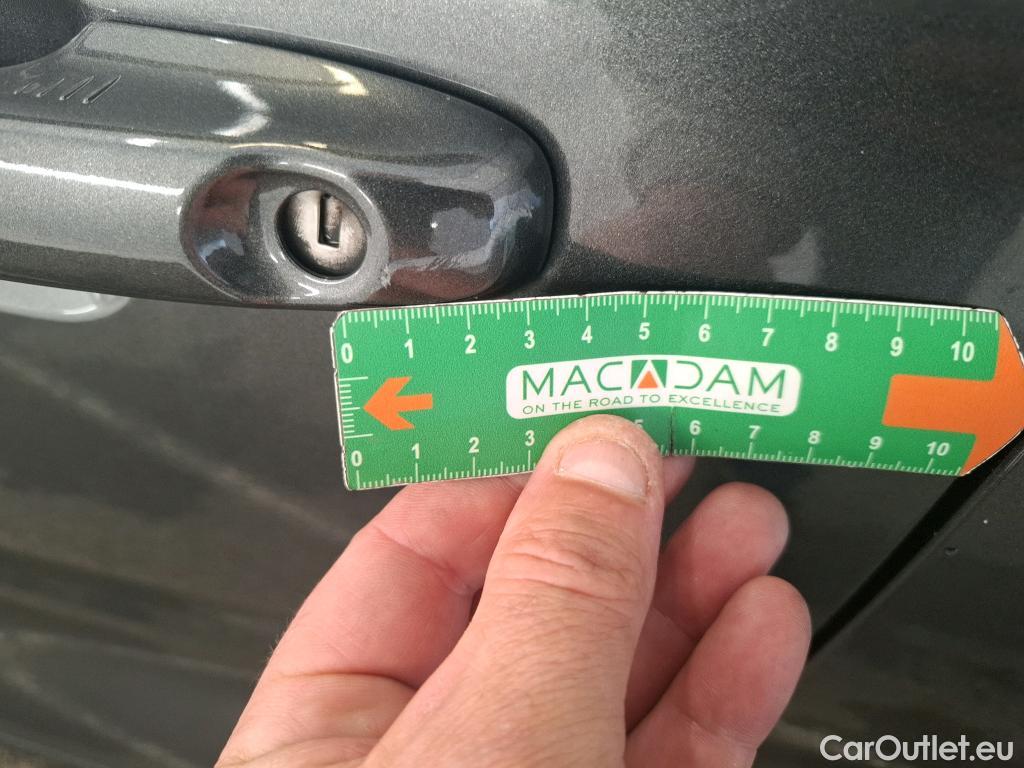 0 1 2 3 4 5 6 7 8 9 10
MACADAM
ON THE ROAD TO EXCELLENCE
0 1 2 3 5 6 7 8 9 10
CarOutlet.eu